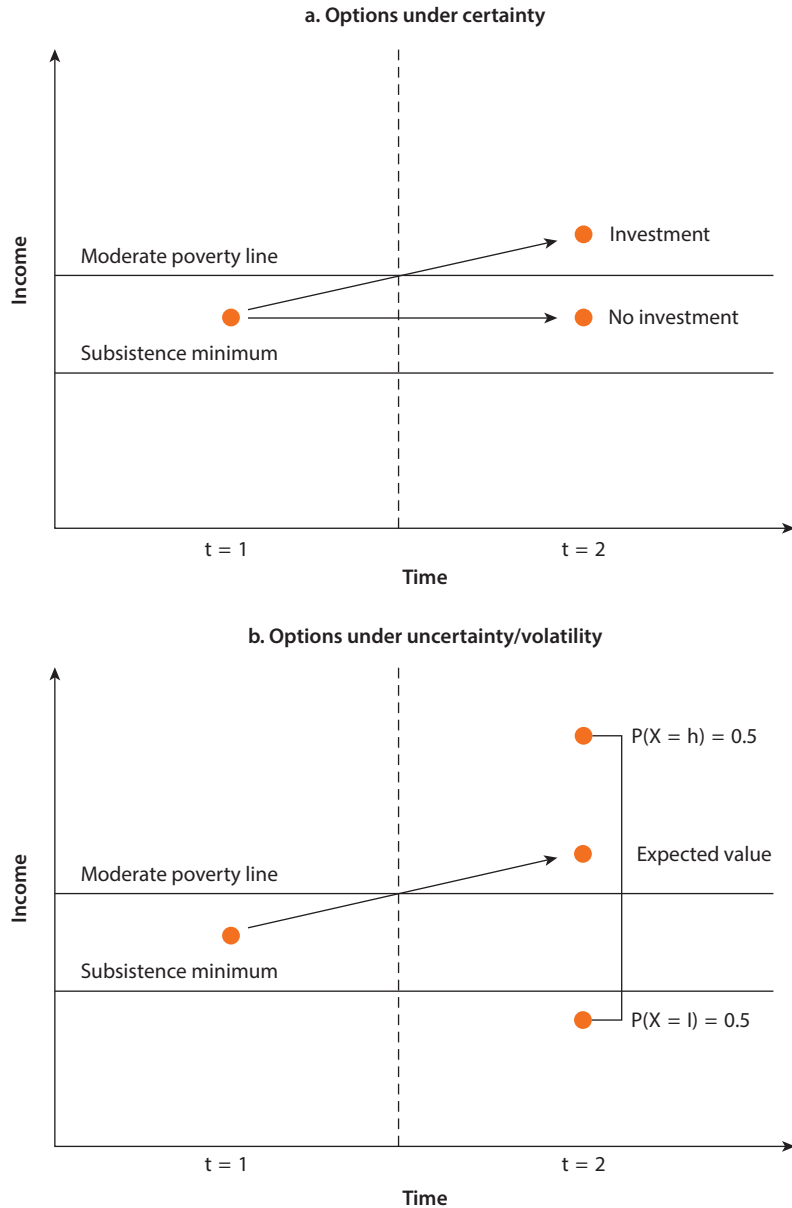 a. Options under certainty
Income
Investment
Moderate poverty line
No investment
Subsistence minimum
t = 1
t = 2
Time
b. Options under uncertainty/volatility
Income
P(X = h) = 0.5
Expected value
Moderate poverty line
Subsistence minimum
P(X = l) = 0.5
t = 1
t = 2
Time